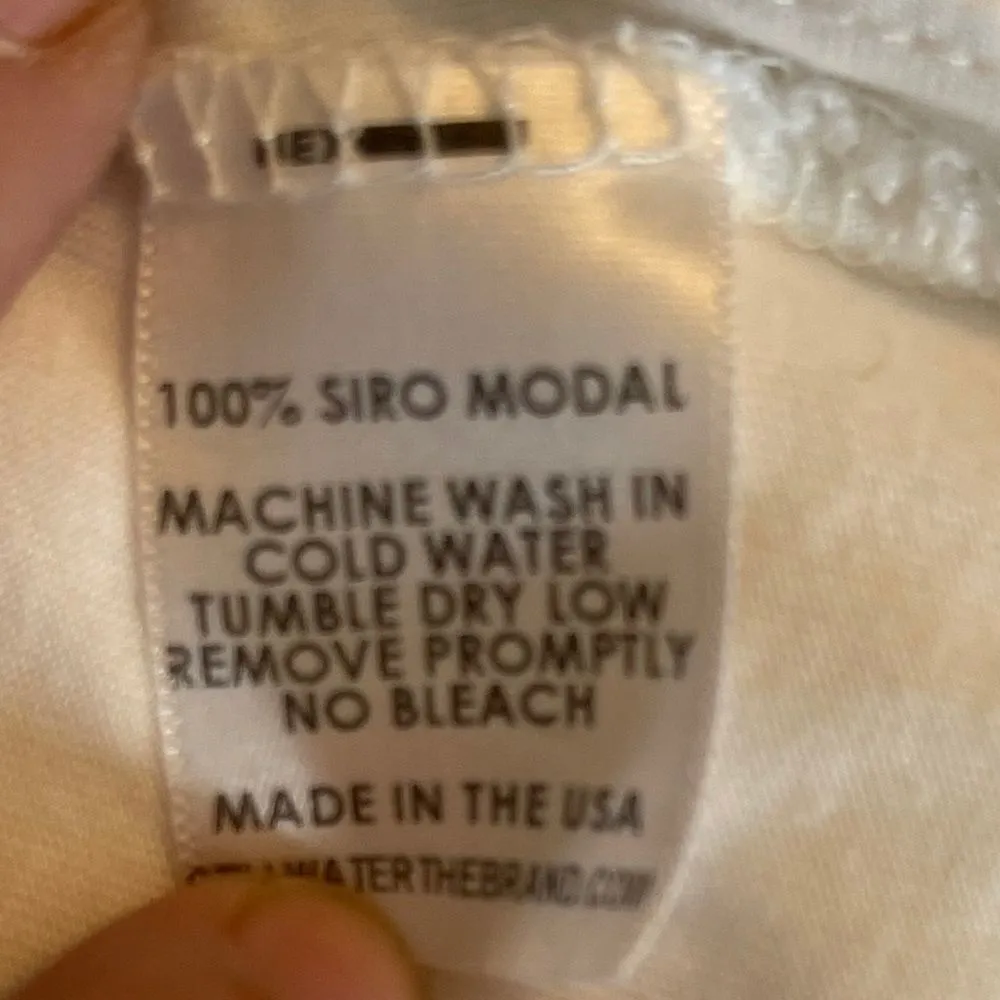 100% SIRO MODAL
MACHINE WASH IN
COLD WATER
TUMBLE DRY LOW
REMOVE PROMPTLY
NO BLEACH
MADE IN THE USA